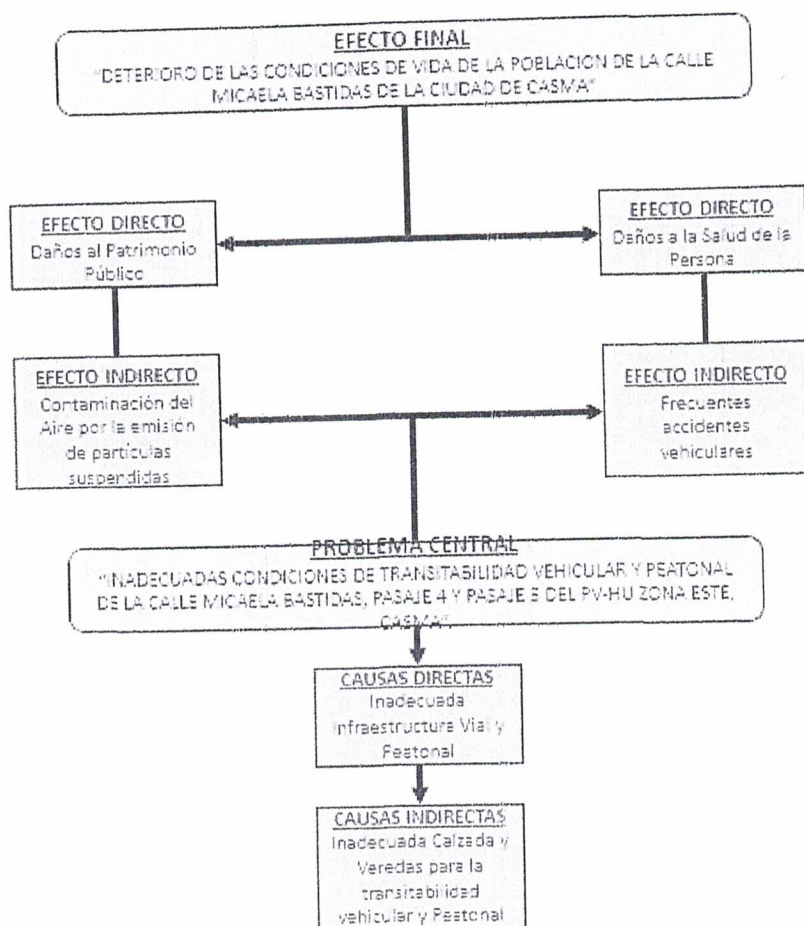 EFECTO FINAL
"DETERIORO DE LAS CONDICIONES DE VIDA DE LA POBLACION DE LA CALLE
MICAELA BASTIDAS DE LA CIUDAD DE CASMA"
EFECTO DIRECTO
Daños al Patrimonio
Público
EFECTO DIRECTO
Daños a la Salud de la
Persona
EFECTO INDIRECTO
Contaminación del
Aire por la emisión
de partículas
suspendidas
EFECTO INDIRECTO
Frecuentes
accidentes
vehiculares
PROBLEMA CENTRAL
"INADECUADAS CONDICIONES DE TRANSITABILIDAD VEHICULAR Y PEATONAL
DE LA CALLE MICAELA BASTIDAS, PASAJE 4 Y PASAJE DEL PV-HU ZONA ESTE,
CASMA"
CAUSAS DIRECTAS
Inadecuada
Infraestructura Vial y
Peatonal
CAUSAS INDIRECTAS
Inadecuada Calzada y
Veredas para la
transitabilidad
vehicular y Peatonal